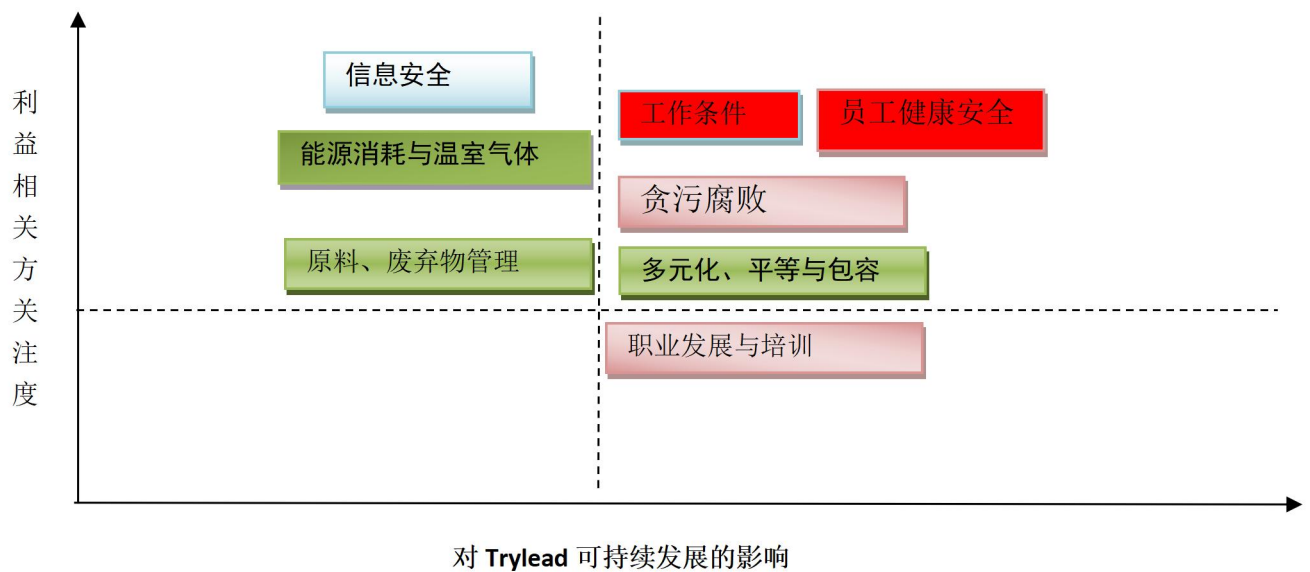 利益相关方关注度
信息安全
工作条件
员工健康安全
能源消耗与温室气体
贪污腐败
原料、废弃物管理
多元化、平等与包容
职业发展与培训
对 Trylead 可持续发展的影响